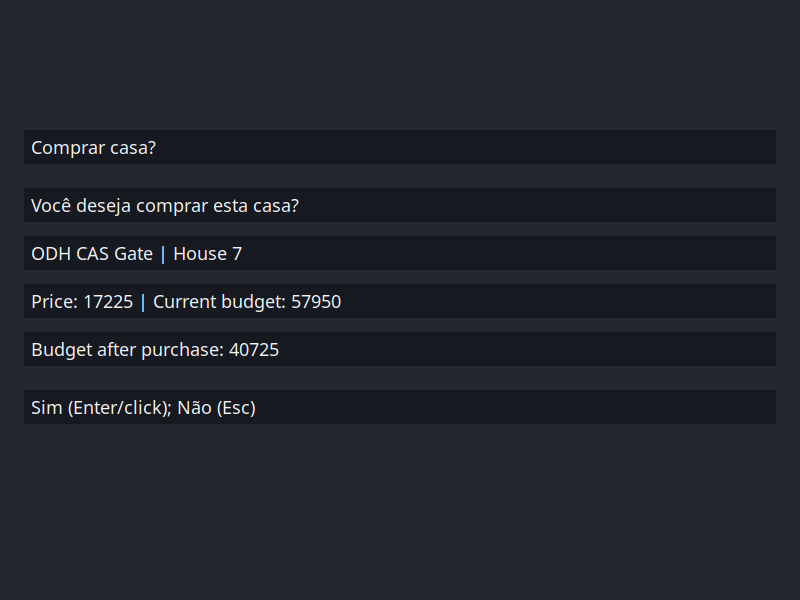 Comprar casa?
Você deseja comprar esta casa?
ODH CAS Gate | House 7
Price: 17225 | Current budget: 57950
Budget after purchase: 40725
Sim (Enter/click); Não (Esc)